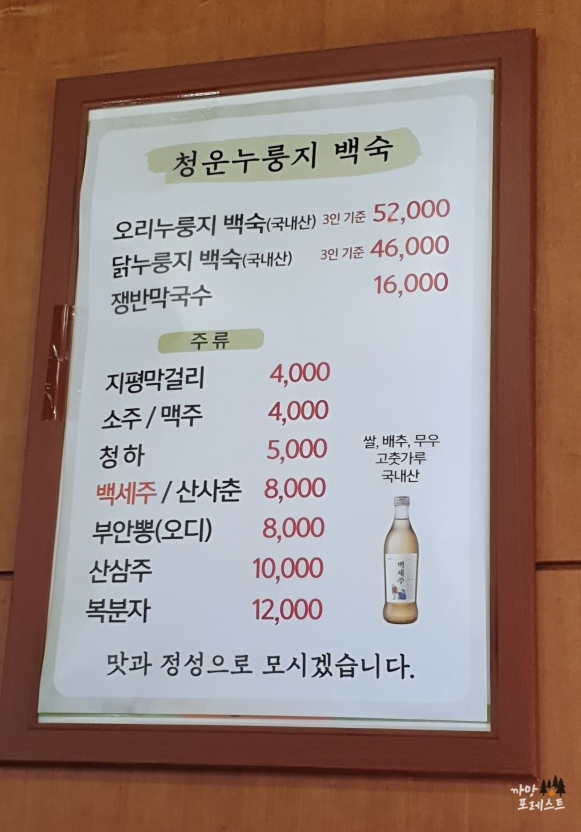 청운누룽지 백숙
오리누룽지 백숙(국내산) 3인 기준 52,000
닭누룽지 백숙(국내산) 3인 기준 46,000
쟁반막국수 16,000
주류
지평막걸리 4,000
소주 / 맥주 4,000
청하 5,000
백세주 / 산사춘 8,000
부안뽕(오디) 8,000
산삼주 10,000
복분자 12,000
쌀, 배추, 무우
고춧가루
국내산
백세주
맛과 정성으로 모시겠습니다.
까망
포레스트